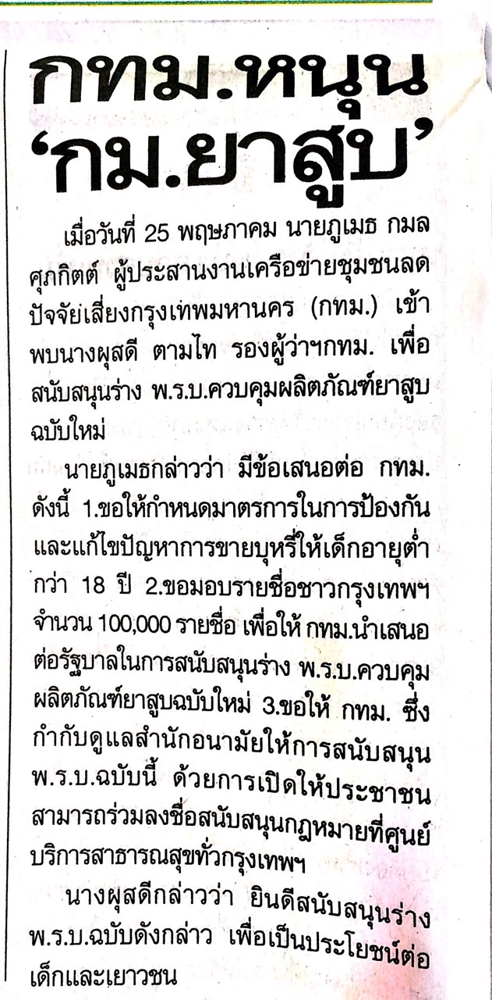 กทม.หนุน
‘กม.ยาสูบ’
เมื่อวันที่ 25 พฤษภาคม นายภูเมธ กมล
ศุภกิตต์ ผู้ประสานงานเครือข่ายชุมชนลด
ปัจจัยเสี่ยงกรุงเทพมหานคร (กทม.) เข้า
พบนางผุสดี ตามไท รองผู้ว่าฯกทม. เพื่อ
สนับสนุนร่าง พ.ร.บ.ควบคุมผลิตภัณฑ์ยาสูบ
ฉบับใหม่
นายภูเมธกล่าวว่า มีข้อเสนอต่อ กทม.
ดังนี้ 1.ขอให้กำหนดมาตรการในการป้องกัน
และแก้ไขปัญหาการขายบุหรี่ให้เด็กอายุต่ำ
กว่า 18 ปี 2.ขอมอบรายชื่อชาวกรุงเทพฯ
จำนวน 100,000 รายชื่อ เพื่อให้ กทม.นำเสนอ
ต่อรัฐบาลในการสนับสนุนร่าง พ.ร.บ.ควบคุม
ผลิตภัณฑ์ยาสูบฉบับใหม่ 3.ขอให้ กทม. ซึ่ง
กำกับดูแลสำนักอนามัยให้การสนับสนุน
พ.ร.บ.ฉบับนี้ ด้วยการเปิดให้ประชาชน
สามารถร่วมลงชื่อสนับสนุนกฎหมายที่ศูนย์
บริการสาธารณสุขทั่วกรุงเทพฯ
นางผุสดีกล่าวว่า ยินดีสนับสนุนร่าง
พ.ร.บ.ฉบับดังกล่าว เพื่อเป็นประโยชน์ต่อ
เด็กและเยาวชน